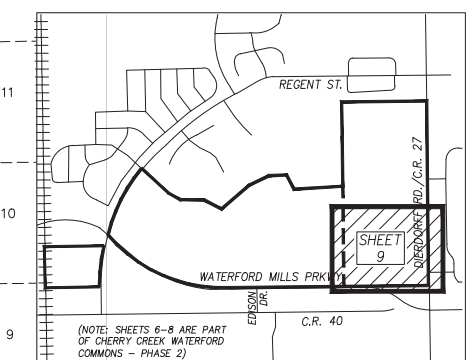 REGENT ST.
11
DIERDORFF RD./C.R. 27
10
SHEET
9
WATERFORD MILLS PRKWY
EDISON
DR.
C.R. 40
9
(NOTE: SHEETS 6-8 ARE PART
OF CHERRY CREEK WATERFORD
COMMONS - PHASE 2)